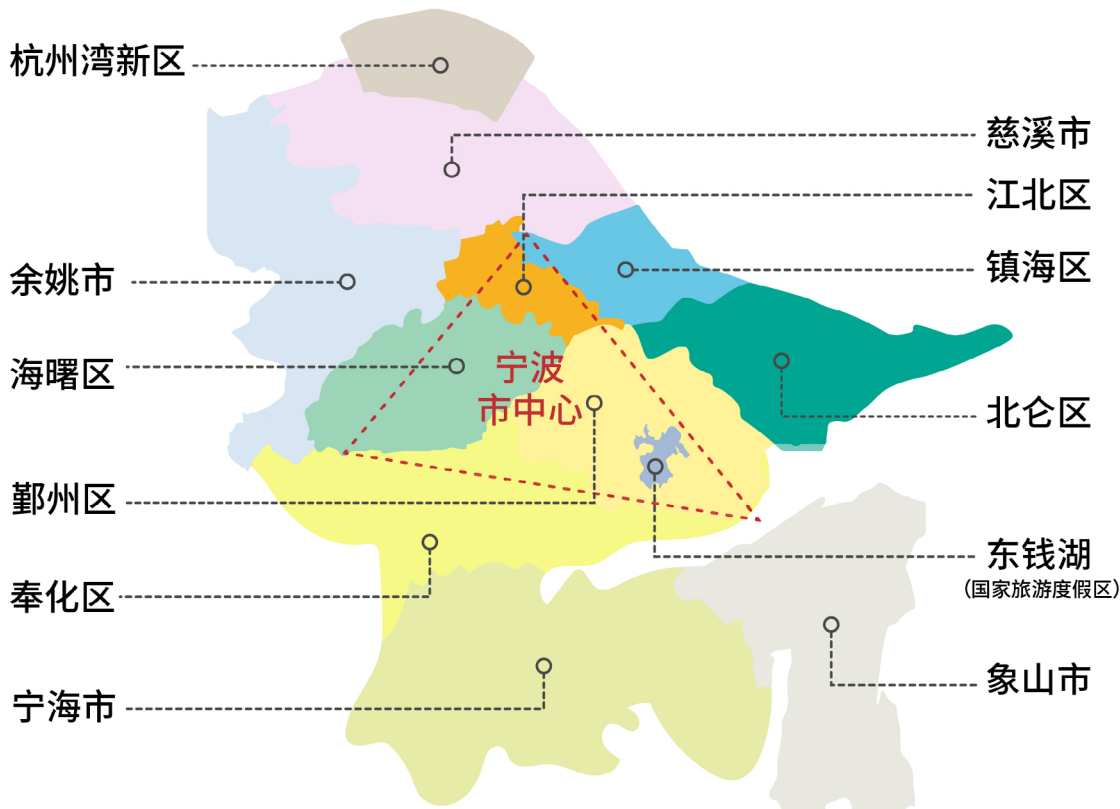 杭州湾新区
慈溪市
江北区
镇海区
余姚市
海曙区
宁波
市中心
北仑区
鄞州区
东钱湖
(国家旅游度假区)
奉化区
象山市
宁海市